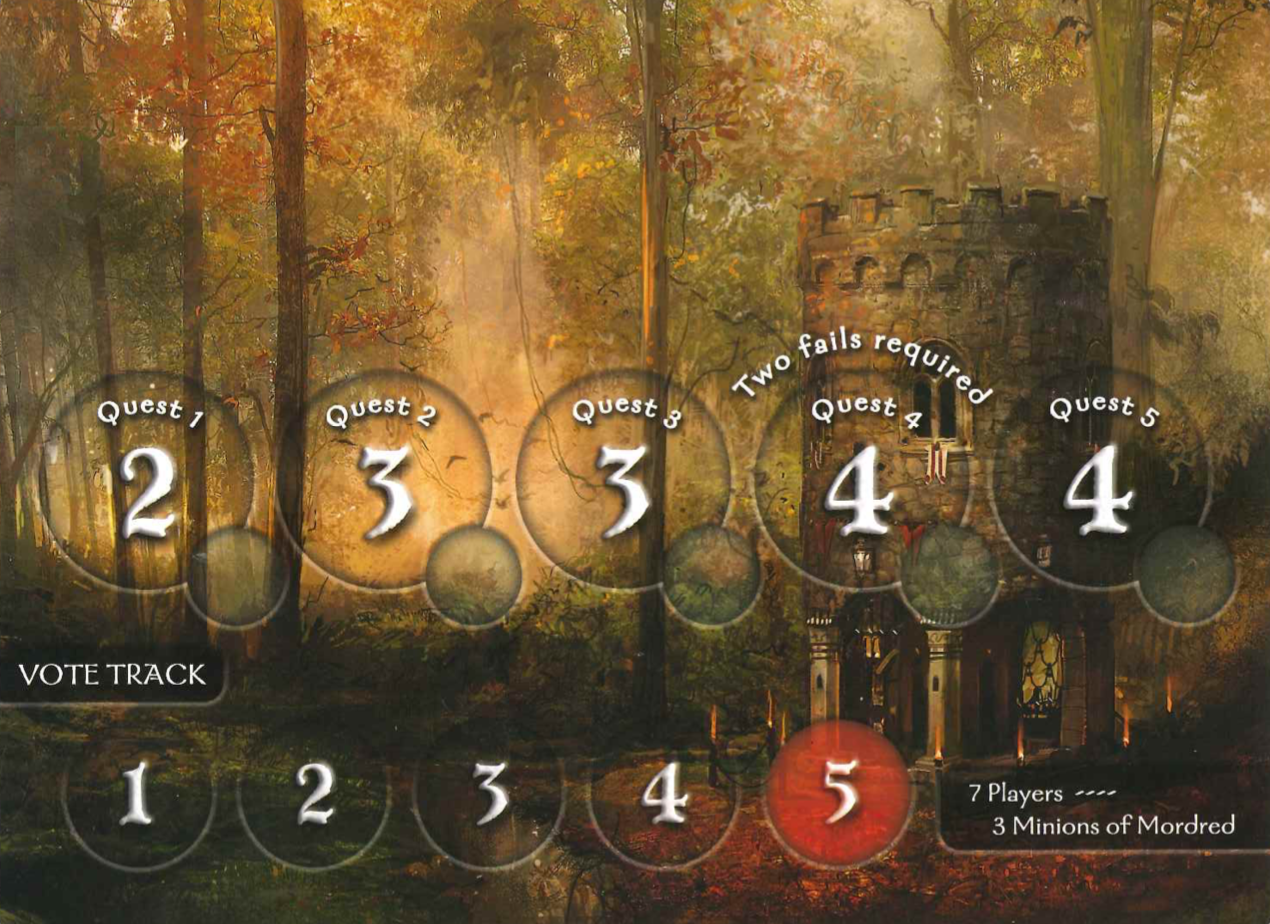 Two fails required
Quest 1
2
Quest 2
3
Quest 3
3
Quest 4
4
Quest 5
4
VOTE TRACK
1
2
3
4
5
7 Players ----
3 Minions of Mordred